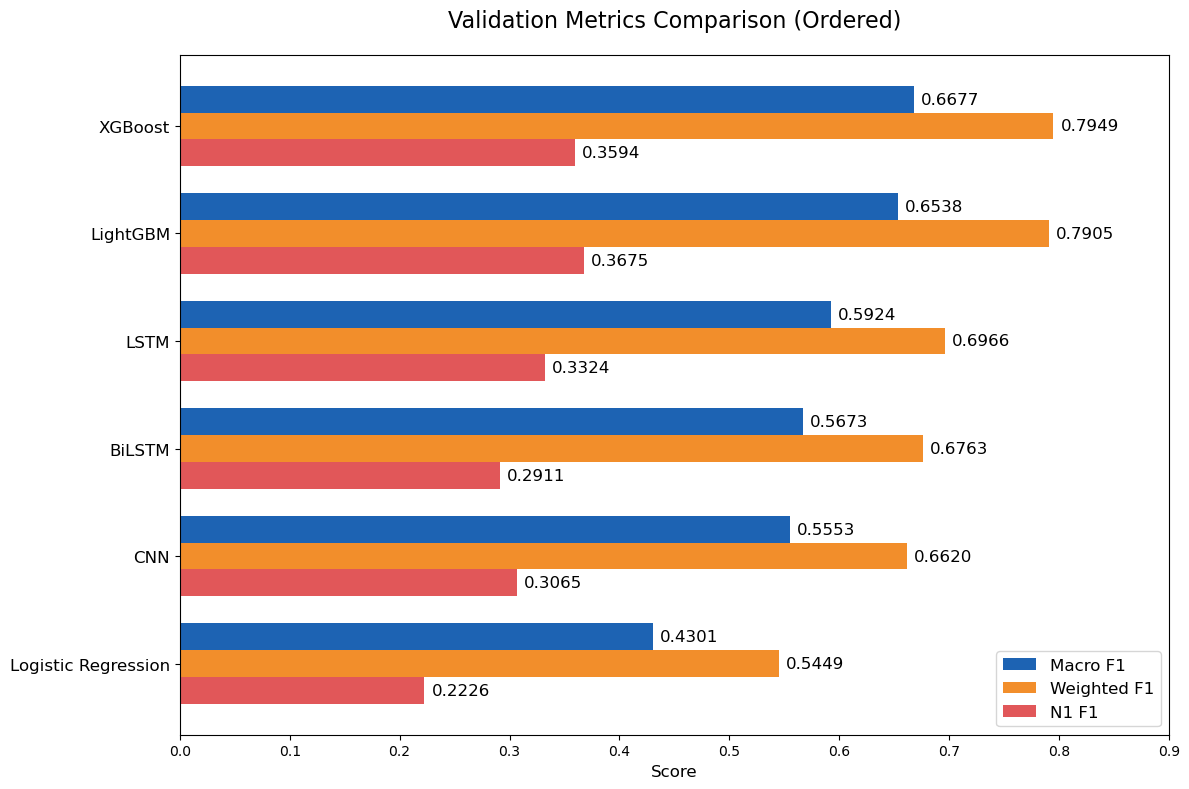 Validation Metrics Comparison (Ordered)
XGBoost
0.6677
0.7949
0.3594
LightGBM
0.6538
0.7905
0.3675
LSTM
0.5924
0.6966
0.3324
BiLSTM
0.5673
0.6763
0.2911
CNN
0.5553
0.6620
0.3065
Logistic Regression
0.4301
0.5449
0.2226
Macro F1
Weighted F1
N1 F1
0.0 0.1 0.2 0.3 0.4 0.5 0.6 0.7 0.8 0.9
Score